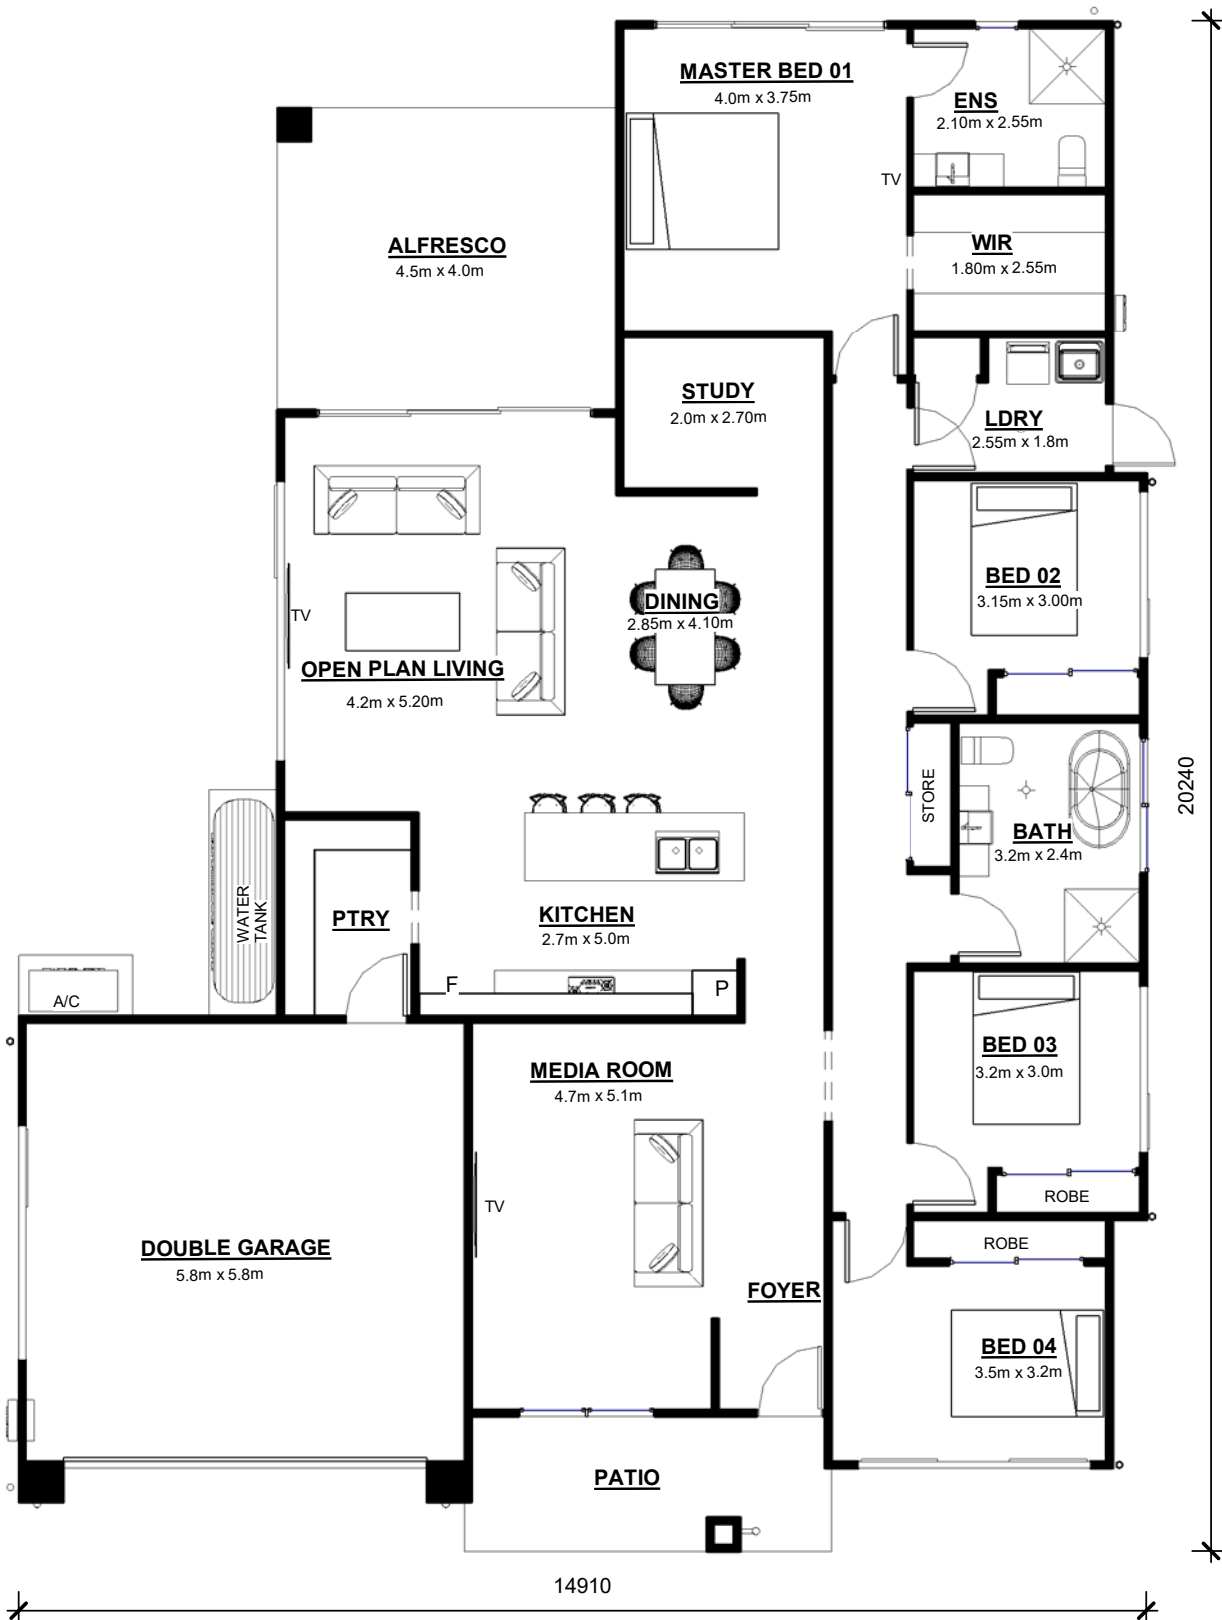 MASTER BED 01
4.0m x 3.75m
ENS
2.10m x 2.55m
TV
ALFRESCO
4.5m x 4.0m
WIR
1.80m x 2.55m
STUDY
2.0m x 2.70m
LDRY
2.55m x 1.8m
BED 02
3.15m x 3.00m
DINING
2.85m x 4.10m
TV
OPEN PLAN LIVING
4.2m x 5.20m
STORE
BATH
3.2m x 2.4m
20240
WATER
TANK
PTRY
KITCHEN
2.7m x 5.0m
F
P
A/C
BED 03
3.2m x 3.0m
MEDIA ROOM
4.7m x 5.1m
ROBE
TV
ROBE
DOUBLE GARAGE
5.8m x 5.8m
FOYER
BED 04
3.5m x 3.2m
PATIO
14910